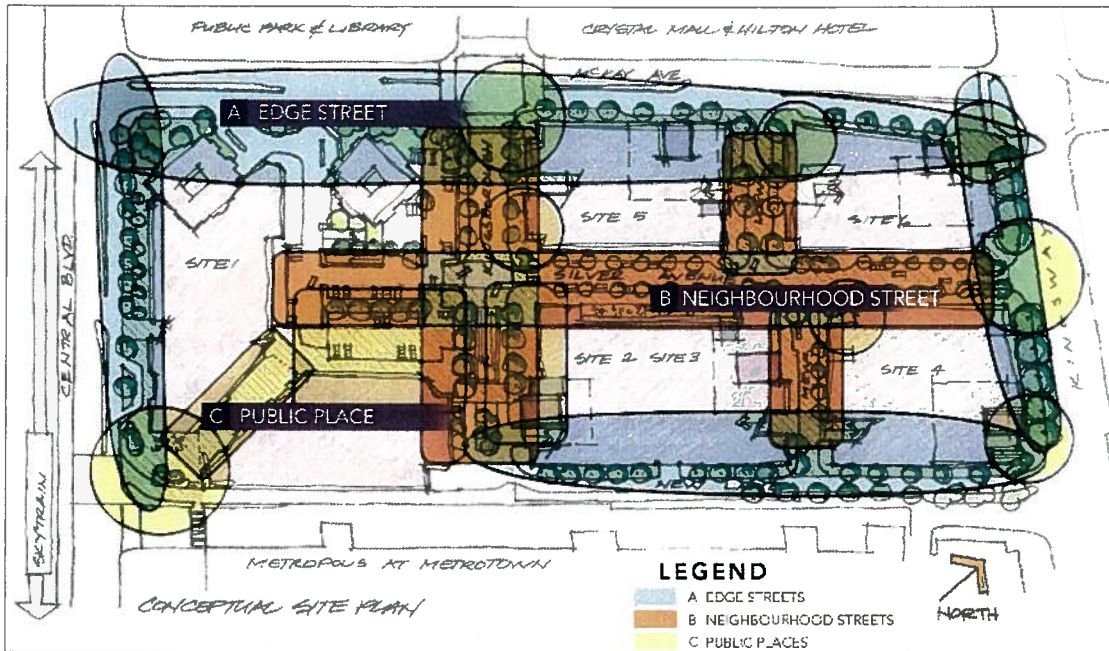 PUBLIC PARK & LIBRARY
CRYSTAL MALL & HILTON HOTEL
MCKAY AVE
A EDGE STREET
SITE 5
SITE 6
SITE 1
SILVER AVENUE
B NEIGHBOURHOOD STREET
CENTRAL BLVD.
SITE 2 SITE 3
SITE 4
C PUBLIC PLACE
NEW
SKYTRAIN
METROPOLIS AT METROTOWN
CONCEPTUAL SITE PLAN
LEGEND
A EDGE STREETS
B NEIGHBOURHOOD STREETS
C PUBLIC PLACES
NORTH